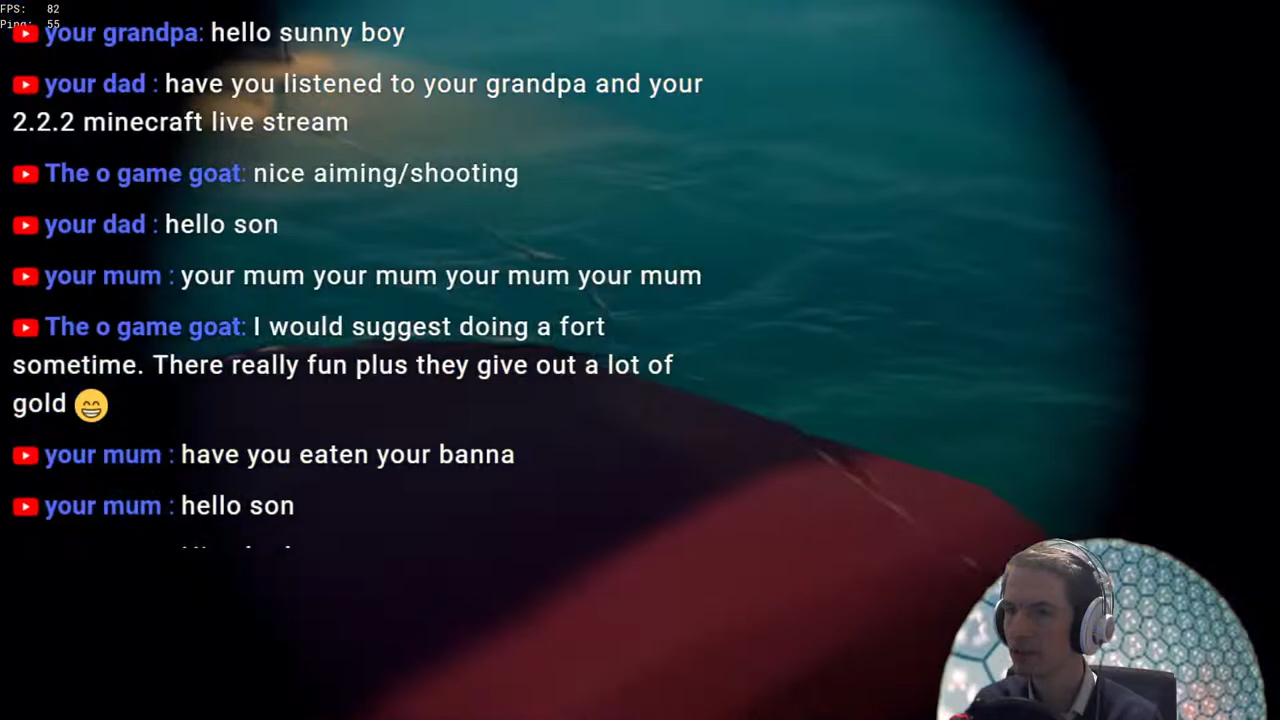 FPS: 82
Ping: 55
your grandpa: hello sunny boy
your dad : have you listened to your grandpa and your
2.2.2 minecraft live stream
The o game goat: nice aiming/shooting
your dad : hello son
your mum : your mum your mum your mum your mum
The o game goat: I would suggest doing a fort
sometime. There really fun plus they give out a lot of
gold 😁
your mum : have you eaten your banna
your mum : hello son